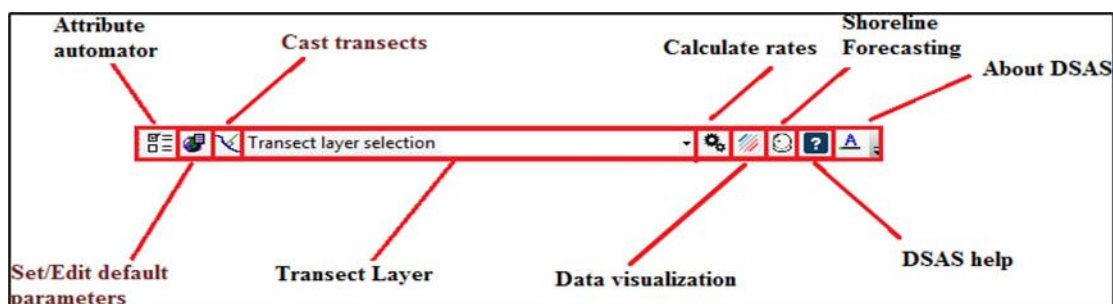 Attribute
automator
Cast transects
Calculate rates
Shoreline
Forecasting
About DSAS
Transect layer selection
?
A
Set/Edit default
parameters
Transect Layer
Data visualization
DSAS help